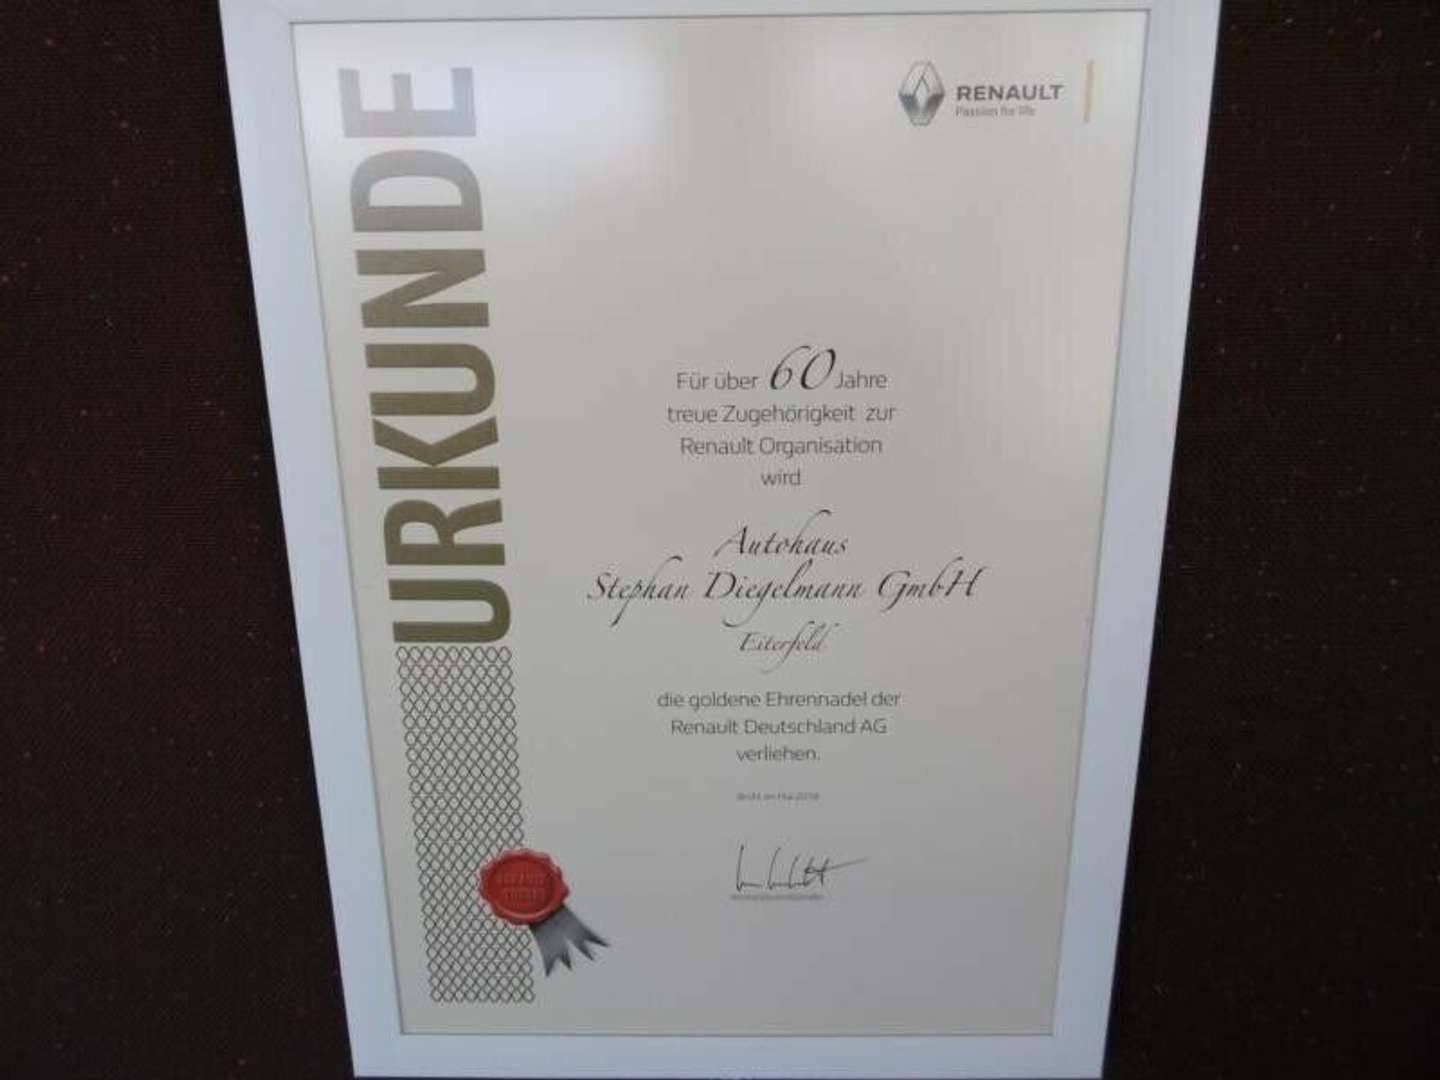 URKUNDE
RENAULT
Passion for life
Für über 60 Jahre
treue Zugehörigkeit zur
Renault Organisation
wird
Autohaus
Stephan Diegelmann GmbH
Eiterfeld
die goldene Ehrennadel der
Renault Deutschland AG
verliehen.